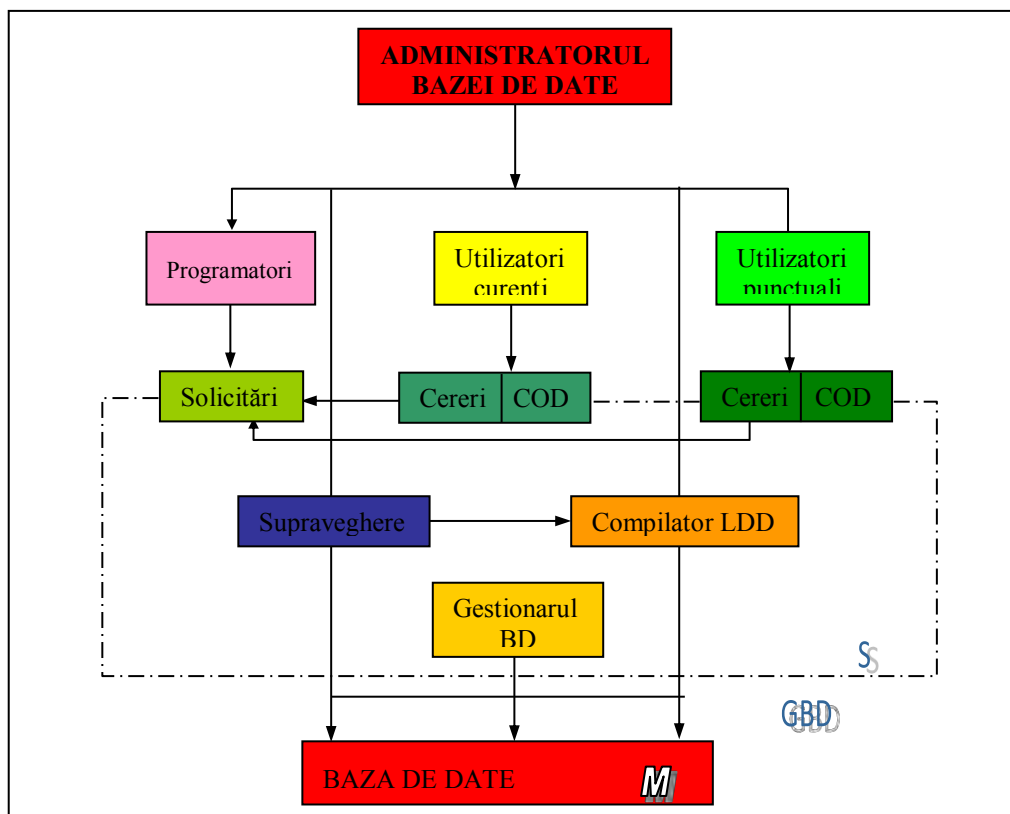 ADMINISTRATORUL
BAZEI DE DATE
Programatori
Utilizatori
curenți
Utilizatori
punctuali
Solicitări
Cereri COD
Cereri COD
Supraveghere
Compilator LDD
Gestionarul
BD
S
GBD
BAZA DE DATE M